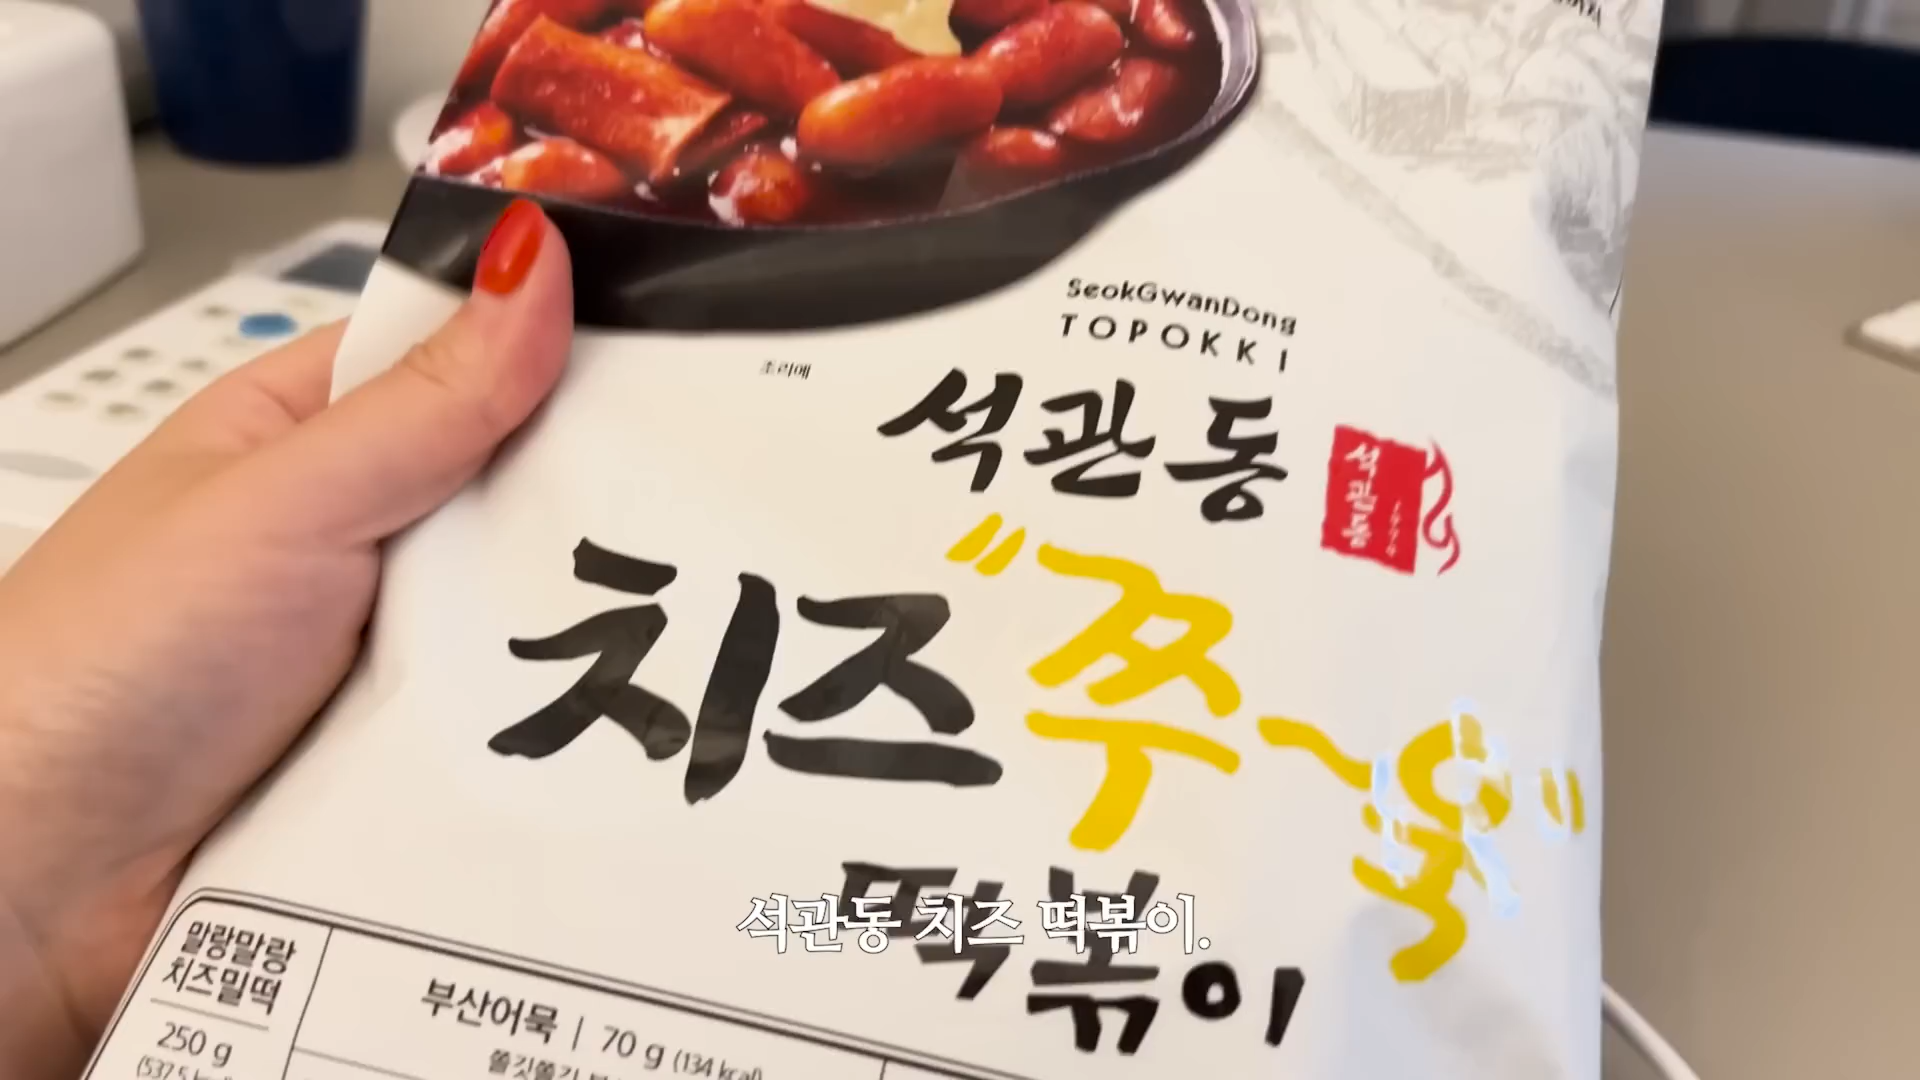 SeokGwanDong
TOPOKKI
조리예
석관동
석관동
치즈 "쭈~욱"
떡볶이
석관동 치즈 떡볶이.
말랑말랑
치즈밀떡
250 g
부산어묵 | 70 g (134 kcal)